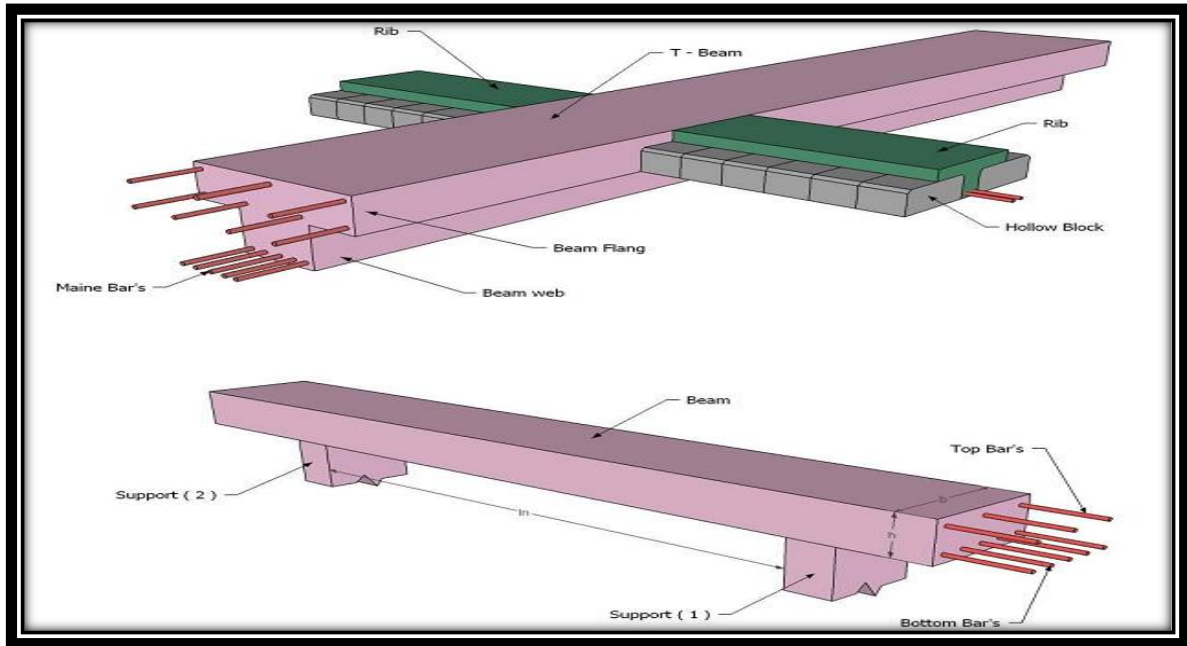 Rib
T - Beam
Rib
Hollow Block
Beam Flang
Maine Bar's
Beam web
Beam
Top Bar's
b
h
Support ( 2 )
ln
Support ( 1 )
Bottom Bar's